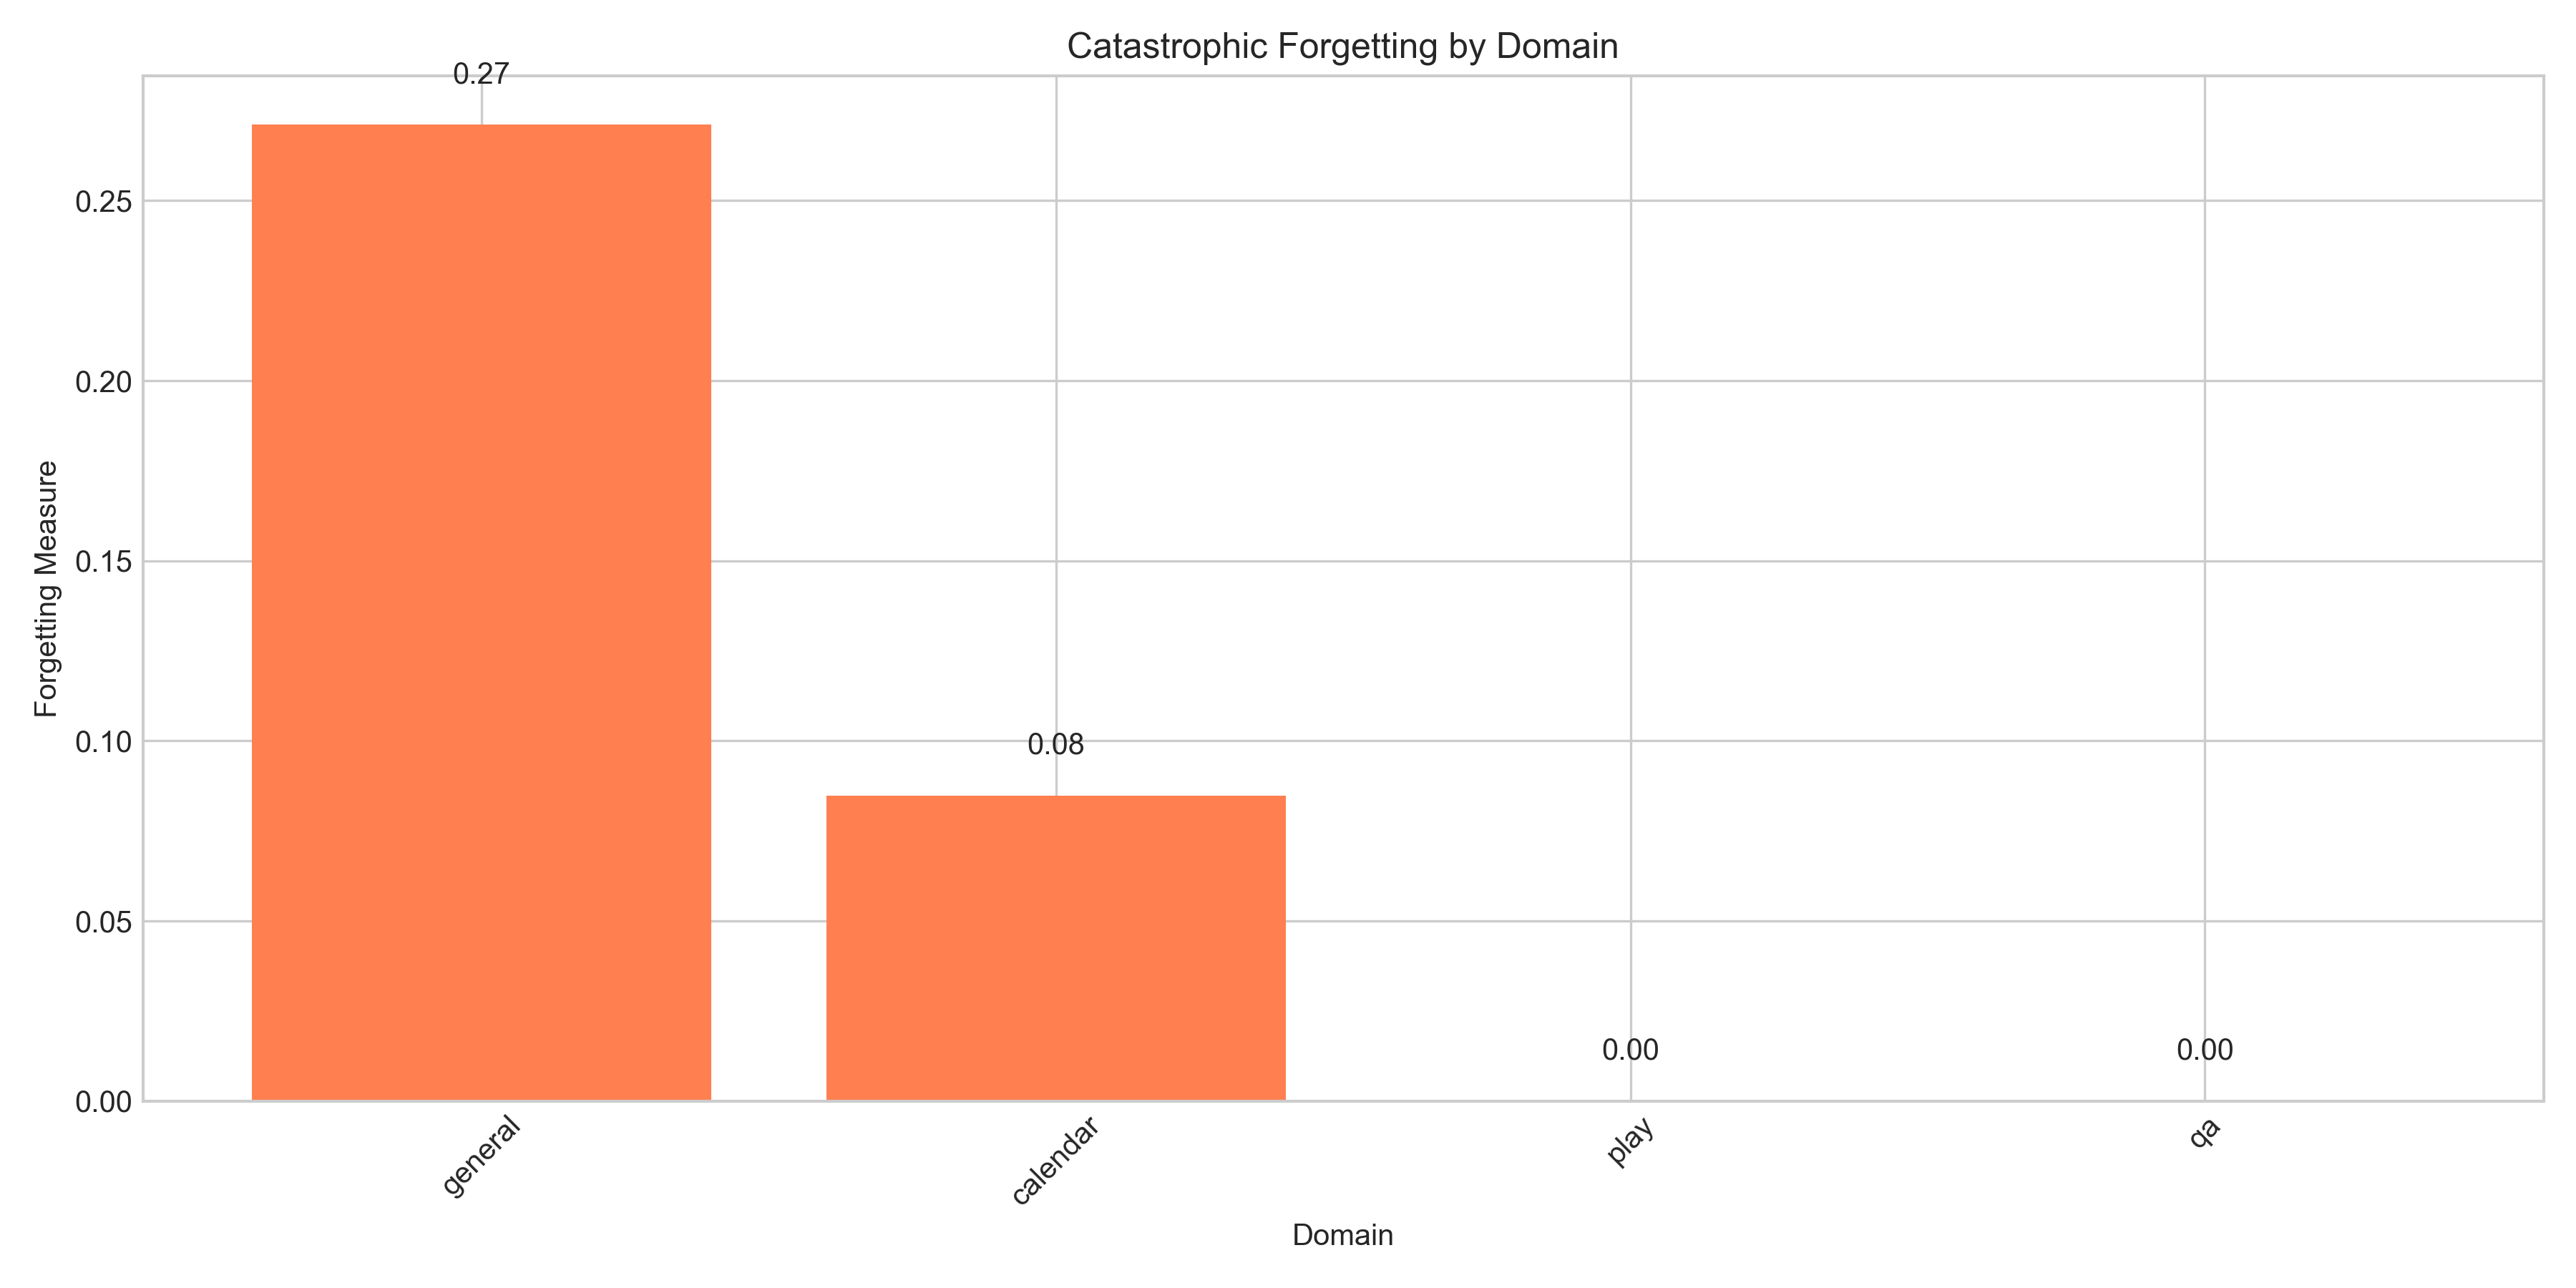 Catastrophic Forgetting by Domain
0.27
0.25
0.20
0.15
0.10
0.05
0.00
Forgetting Measure
0.08
0.00
0.00
general
calendar
play
qa
Domain